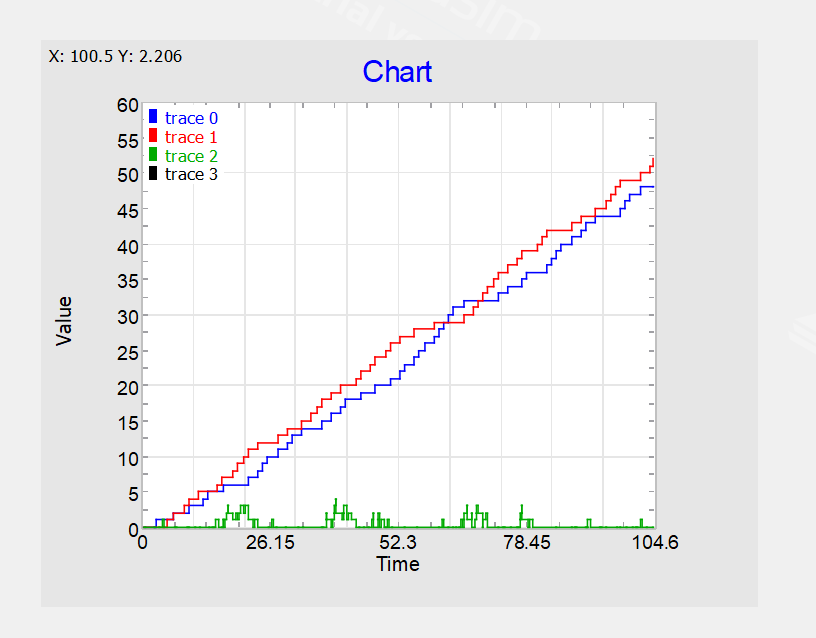 X: 100.5 Y: 2.206
Chart
trace 0
trace 1
trace 2
trace 3
60
55
50
45
40
35
30
25
20
15
10
5
0
Value
0 26.15 52.3 78.45 104.6
Time